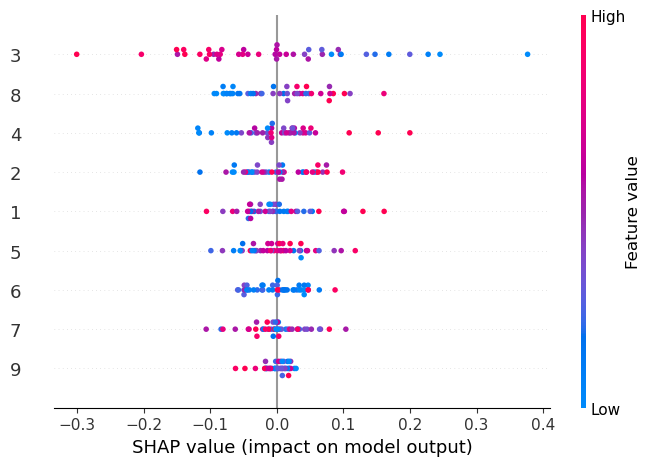 High
3
8
4
2
1
5
6
7
9
Feature value
Low
−0.3 −0.2 −0.1 0.0 0.1 0.2 0.3 0.4
SHAP value (impact on model output)